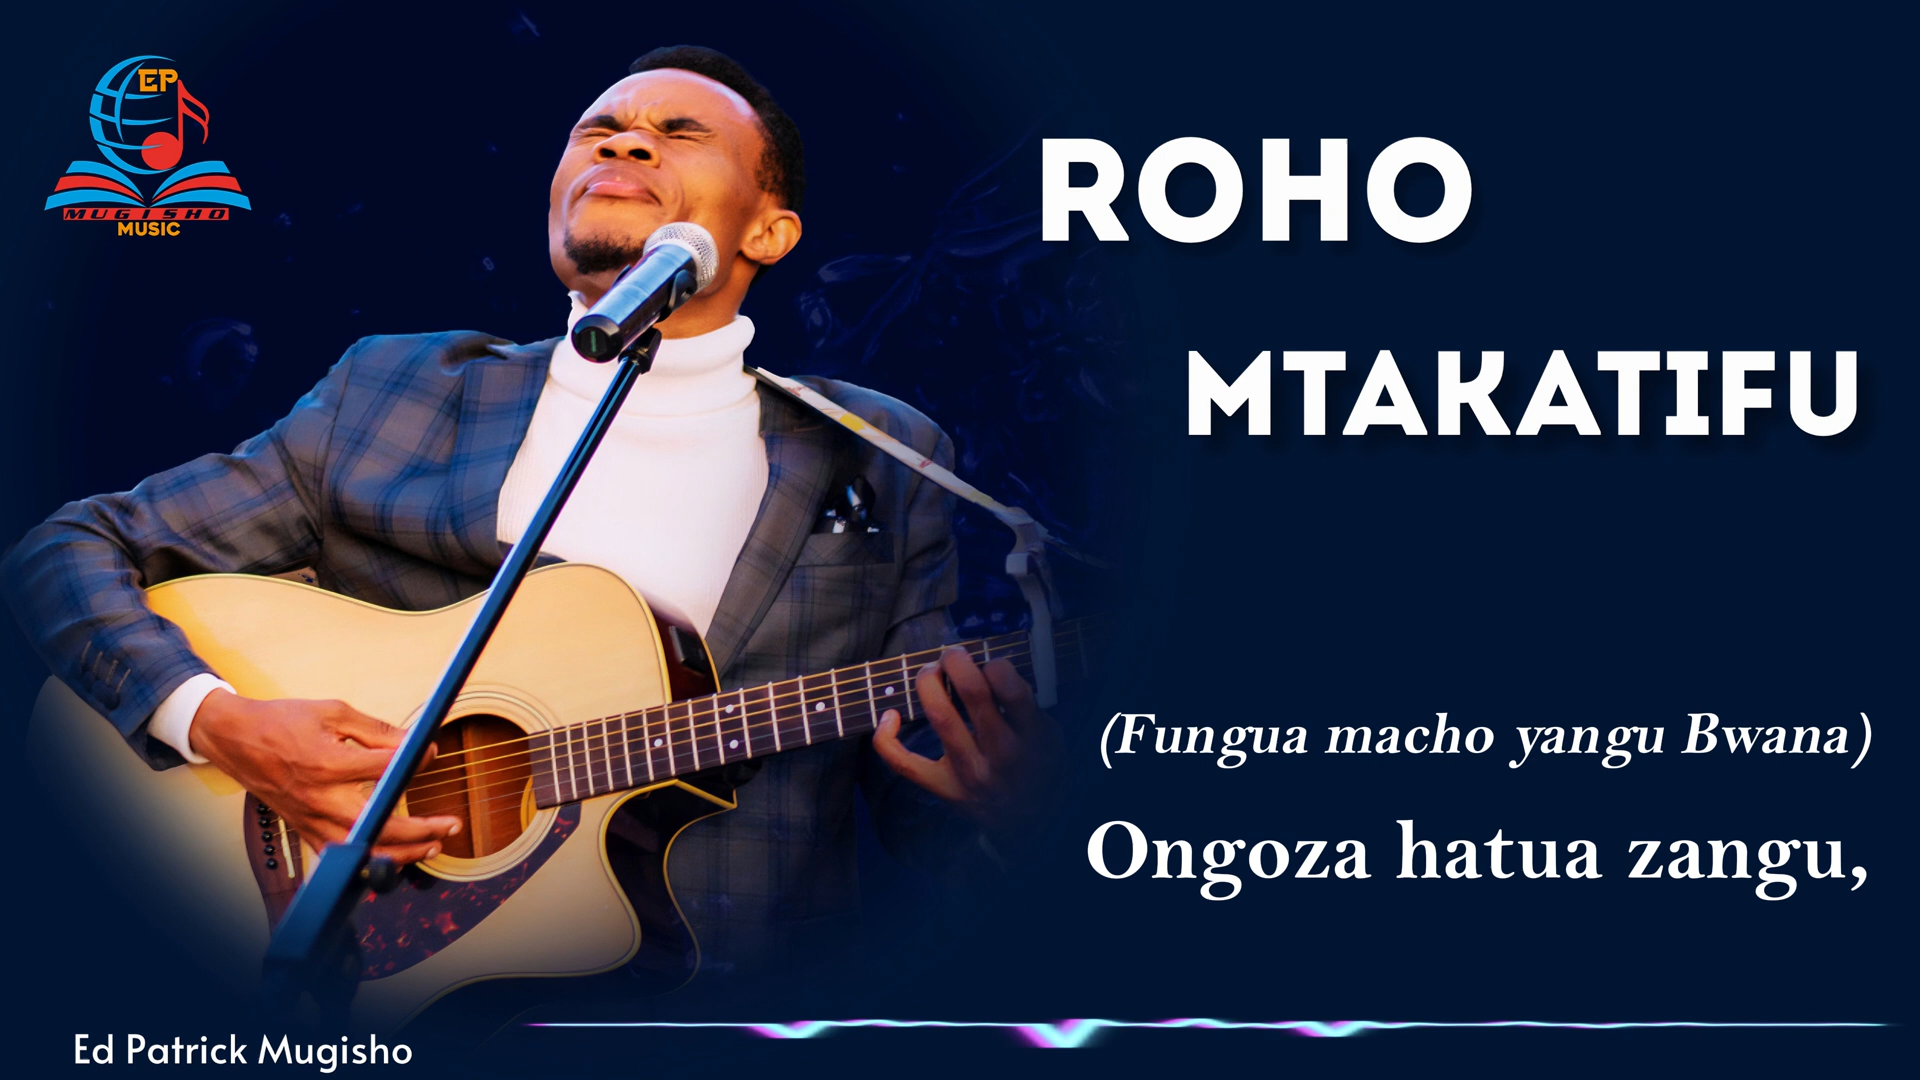 EP
MUGISHO
MUSIC
ROHO
MTAKATIFU
(Fungua macho yangu Bwana)
Ongoza hatua zangu,
Ed Patrick Mugisho